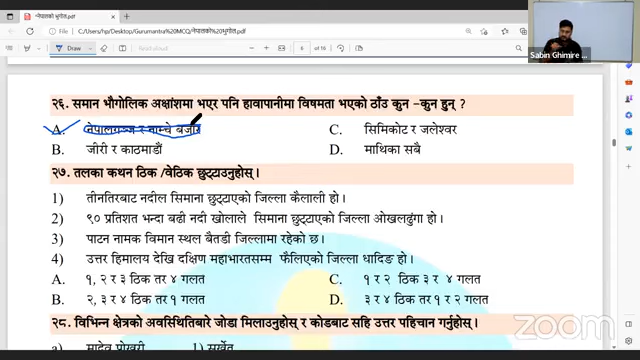 नेपालको भुगोल.pdf
File C:/Users/hp/Desktop/Gurumantra%20MCQ/नेपालको%20भुगोल.pdf
Draw
6 of 16
Sabin Ghimire
२६. समान भौगोलिक अक्षांशमा भएर पनि हावापानीमा विषमता भएको ठाँउ कुन -कुन हुन् ?
A. नेपालगञ्ज र नाम्चे बजार C. सिमिकोट र जलेश्वर
B. जीरी र काठमाडौं D. माथिका सबै
२७. तलका कथन ठिक /वेठिक छुट्टाउनुहोस् ।
1) तीनतिरबाट नदील सिमाना छुट्टाएको जिल्ला कैलाली हो ।
2) ९० प्रतिशत भन्दा बढी नदी खोलाले सिमाना छुट्टाएको जिल्ला ओखलढुंगा हो ।
3) पाटन नामक विमान स्थल बैतडी जिल्लामा रहेको छ ।
4) उत्तर हिमालय देखि दक्षिण महाभारतसम्म फैलिएको जिल्ला धादिङ हो ।
A. १, २ र ३ ठिक तर ४ गलत C. १ र २ ठिक ३ र ४ गलत
B. २, ३ र ४ ठिक तर १ गलत D. ३ र ४ ठिक तर १ र २ गलत
२८. विभिन्न क्षेत्रको अवस्थितिबारे जोडा मिलाउनुहोस् र कोडबाट सहि उत्तर पहिचान गर्नुहोस् ।
zoom